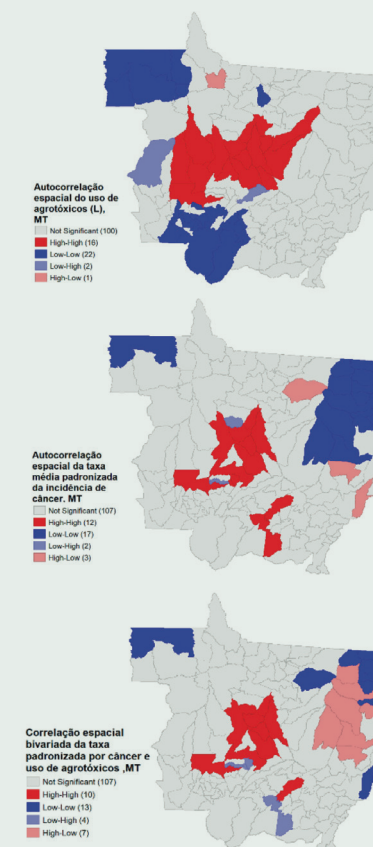 Autocorrelação
espacial do uso de
agrotóxicos (L),
MT
Not Significant (100)
High-High (16)
Low-Low (22)
Low-High (2)
High-Low (1)
Autocorrelação
espacial da taxa
média padronizada
da incidência de
câncer, MT
Not Significant (107)
High-High (12)
Low-Low (17)
Low-High (2)
High-Low (3)
Correlação espacial
bivariada da taxa
padronizada por câncer e
uso de agrotóxicos ,MT
Not Significant (107)
High-High (10)
Low-Low (13)
Low-High (4)
High-Low (7)